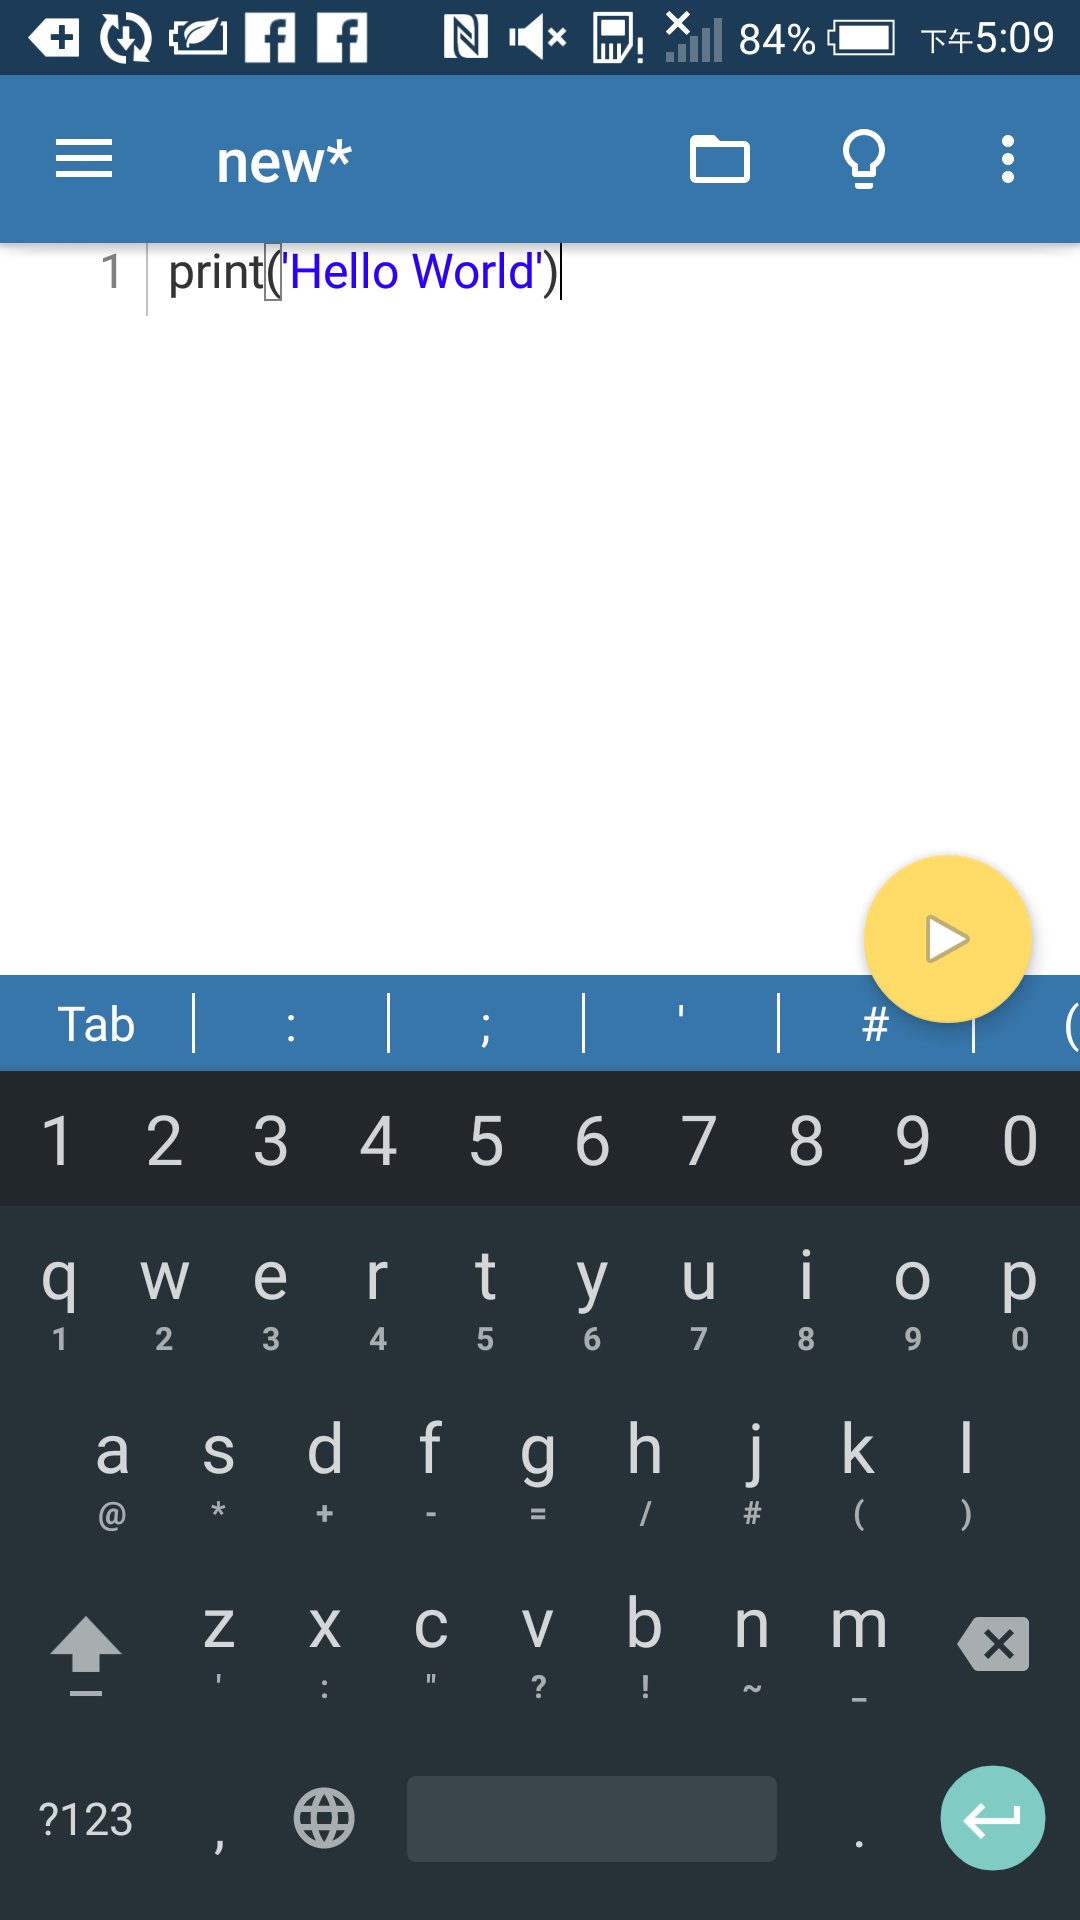 84% 下午5:09
new*
1 print('Hello World')
Tab : ; ' # (
1 2 3 4 5 6 7 8 9 0
q w e r t y u i o p
1 2 3 4 5 6 7 8 9 0
a s d f g h j k l
@ * + - = / # ( )
z x c v b n m
' : " ? ! ~ _
?123 , .